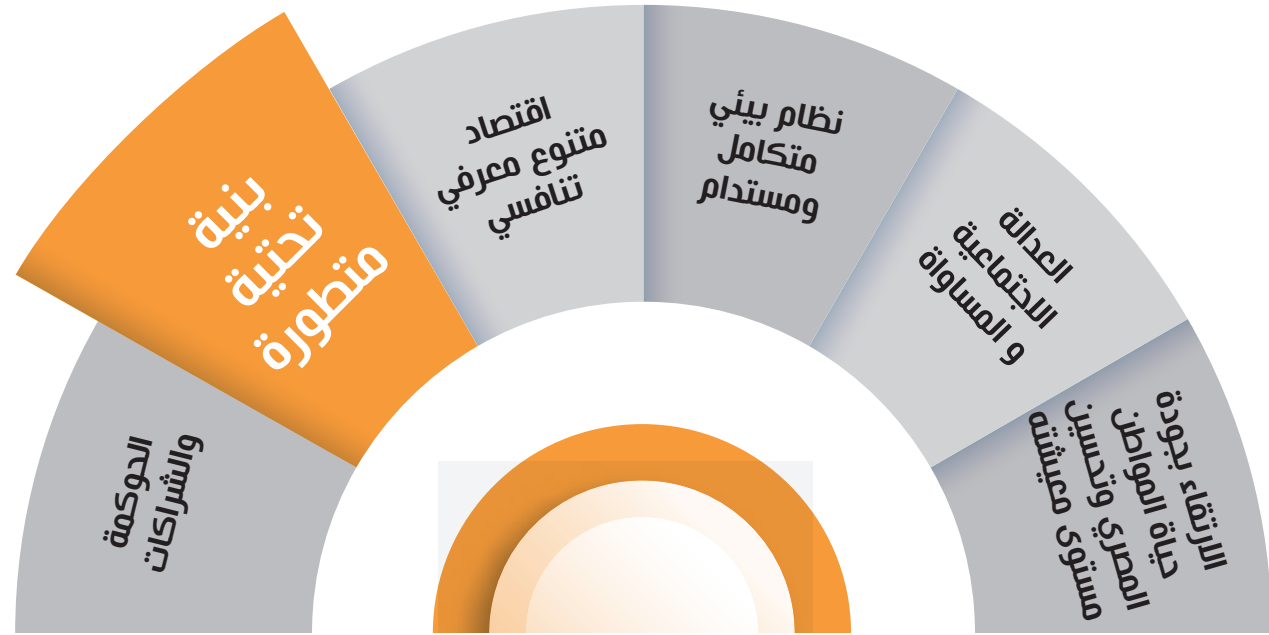 الارتقاء بجودة
حياة المواطن
المصري وتحسين
مستوى معيشته
العدالة
الاجتماعية
و المساواة
نظام بيئي
متكامل
ومستدام
اقتصاد
متنوع معرفي
تنافسي
بنية
تحتية
متطورة
الحوكمة
والشراكات